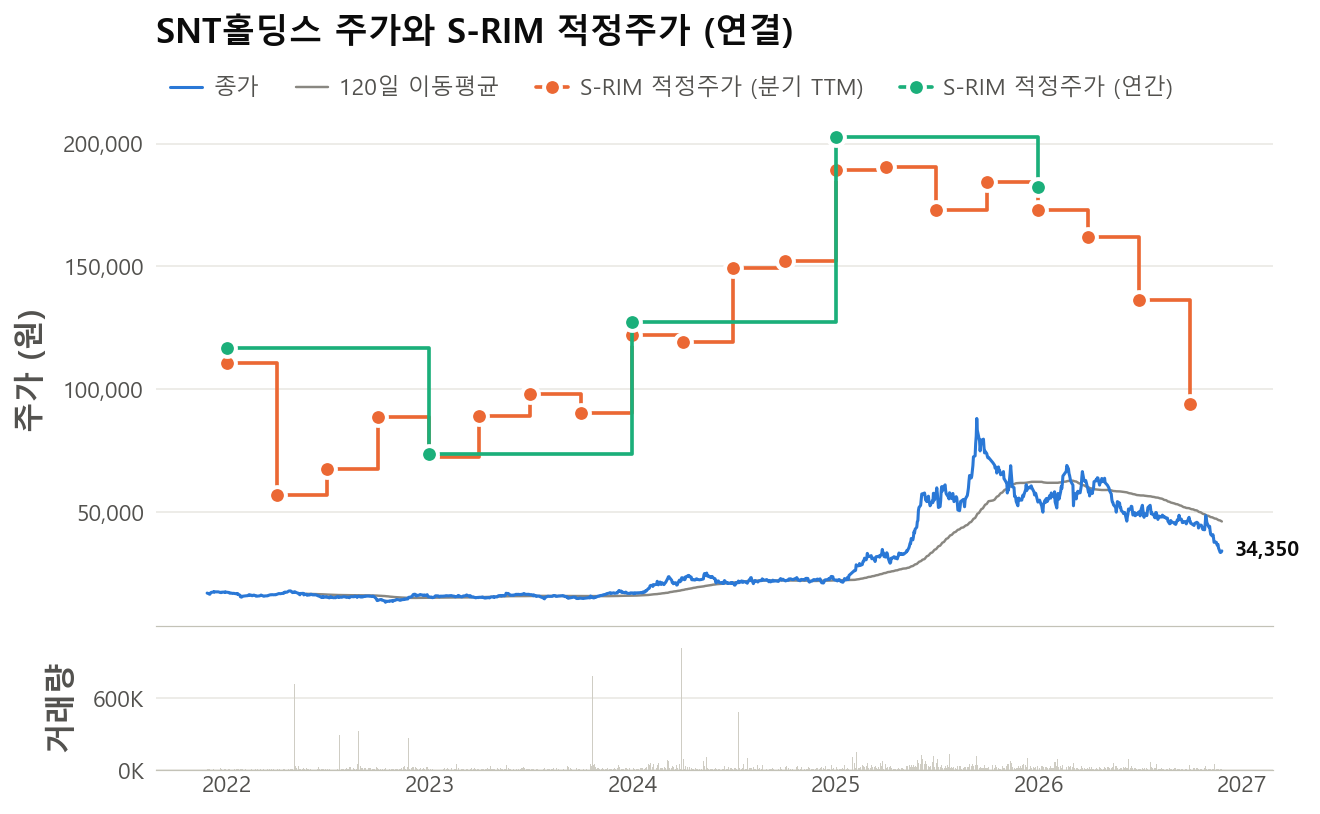 SNT홀딩스 주가와 S-RIM 적정주가 (연결)
종가 120일 이동평균 S-RIM 적정주가 (분기 TTM) S-RIM 적정주가 (연간)
주가 (원)
200,000
150,000
100,000
50,000
34,350
거래량
600K
0K
2022 2023 2024 2025 2026 2027